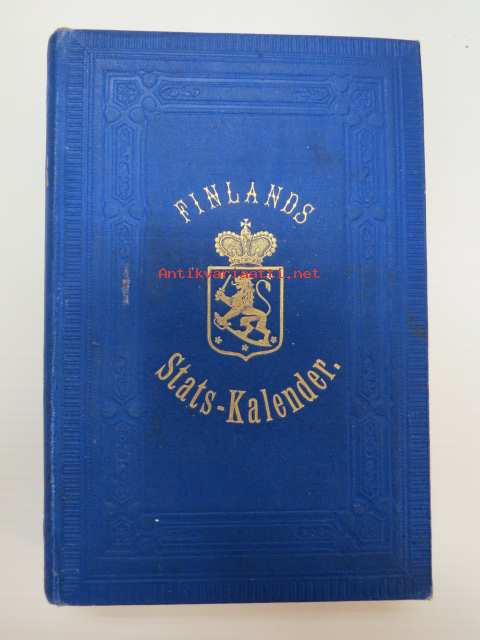 FINLANDS
Antikvariaatti.net
Stats-Kalender.